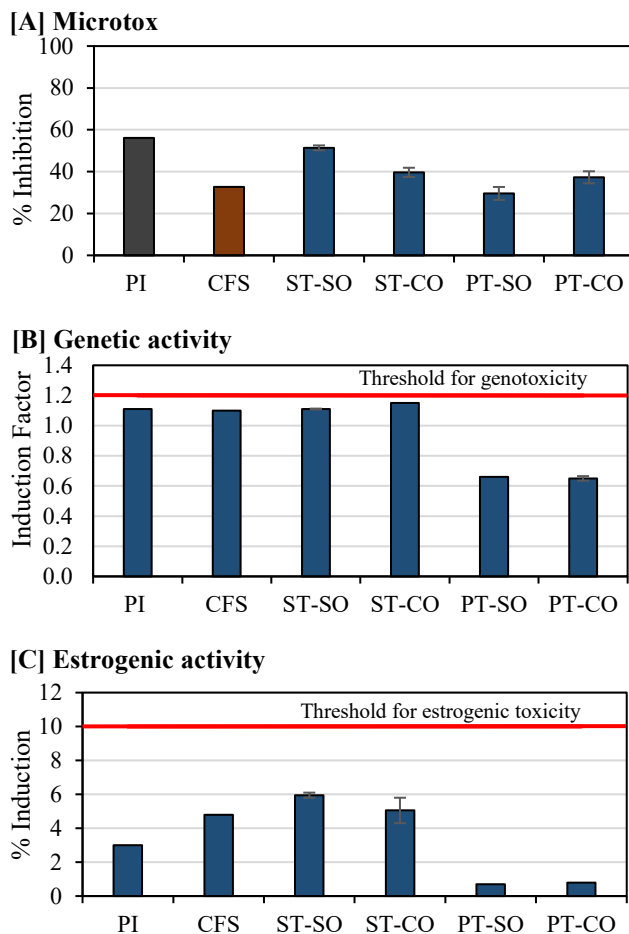 [A] Microtox
100
80
60
40
20
0
% Inhibition
PI CFS ST-SO ST-CO PT-SO PT-CO
[B] Genetic activity
1.4
1.2
1.0
0.8
0.6
0.4
0.2
0.0
Induction Factor
Threshold for genotoxicity
PI CFS ST-SO ST-CO PT-SO PT-CO
[C] Estrogenic activity
12
10
8
6
4
2
0
% Induction
Threshold for estrogenic toxicity
PI CFS ST-SO ST-CO PT-SO PT-CO